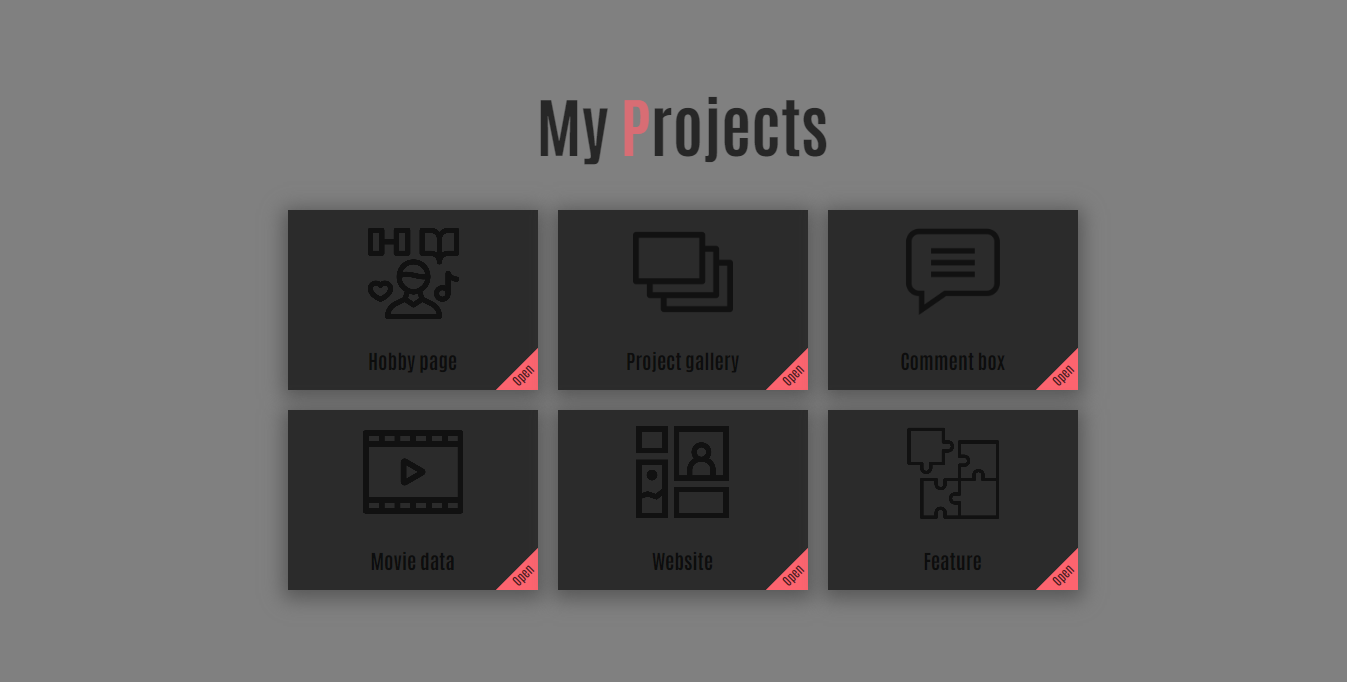 My Projects
Hobby page
Open
Project gallery
Open
Comment box
Open
Movie data
Open
Website
Open
Feature
Open